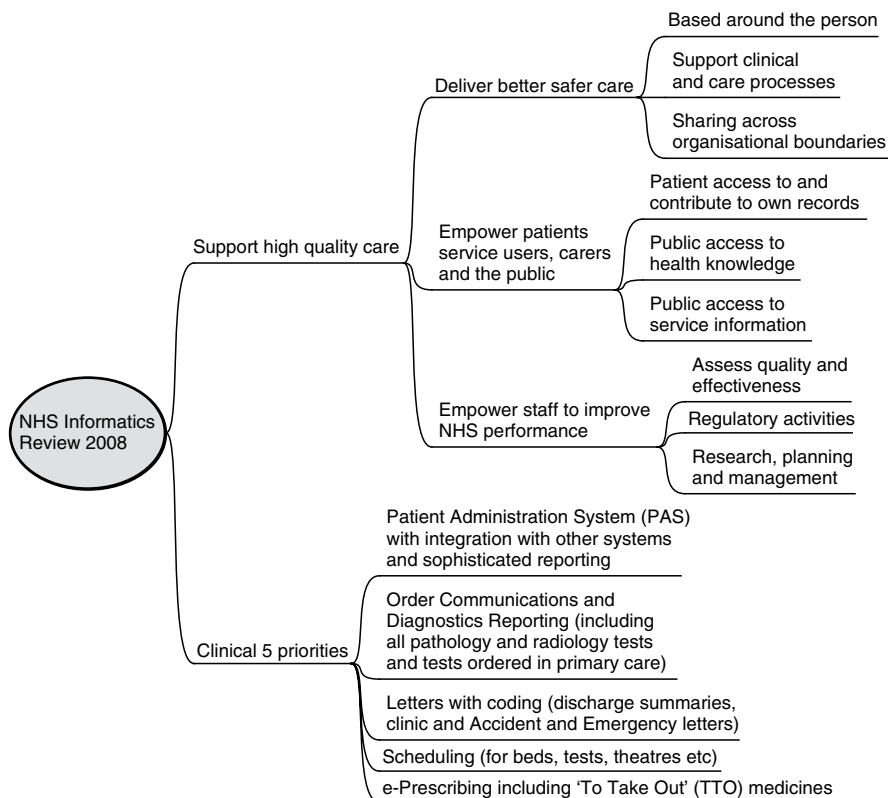 NHS Informatics
Review 2008
Support high quality care
Deliver better safer care
Based around the person
Support clinical
and care processes
Sharing across
organisational boundaries
Empower patients
service users, carers
and the public
Patient access to and
contribute to own records
Public access to
health knowledge
Public access to
service information
Empower staff to improve
NHS performance
Assess quality and
effectiveness
Regulatory activities
Research, planning
and management
Clinical 5 priorities
Patient Administration System (PAS)
with integration with other systems
and sophisticated reporting
Order Communications and
Diagnostics Reporting (including
all pathology and radiology tests
and tests ordered in primary care)
Letters with coding (discharge summaries,
clinic and Accident and Emergency letters)
Scheduling (for beds, tests, theatres etc)
e-Prescribing including ‘To Take Out’ (TTO) medicines